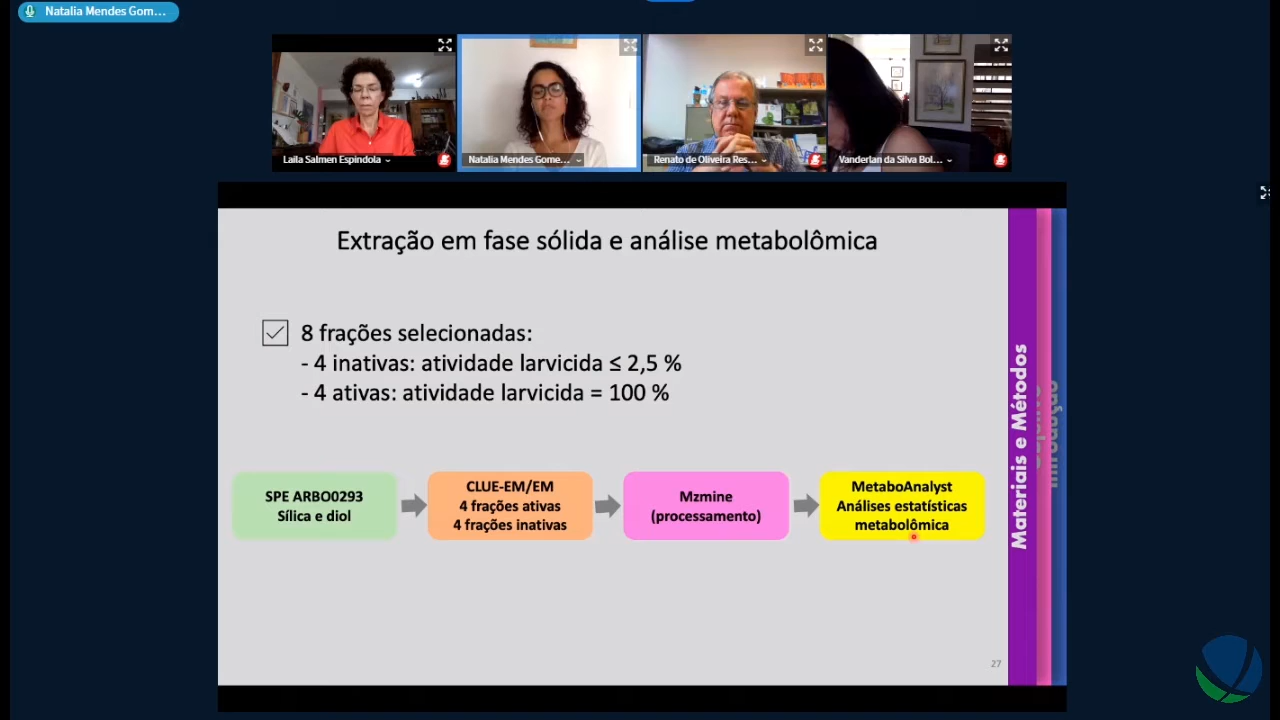 Natalia Mendes Gom...
Laila Salmen Espindola
Natalia Mendes Gome...
Renato de Oliveira Res...
Vanderlan da Silva Bol...
Extração em fase sólida e análise metabolômica
8 frações selecionadas:
- 4 inativas: atividade larvicida ≤ 2,5 %
- 4 ativas: atividade larvicida = 100 %
SPE ARBO0293
Sílica e diol
CLUE-EM/EM
4 frações ativas
4 frações inativas
Mzmine
(processamento)
MetaboAnalyst
Análises estatísticas
metabolômica
Materiais e Métodos
27